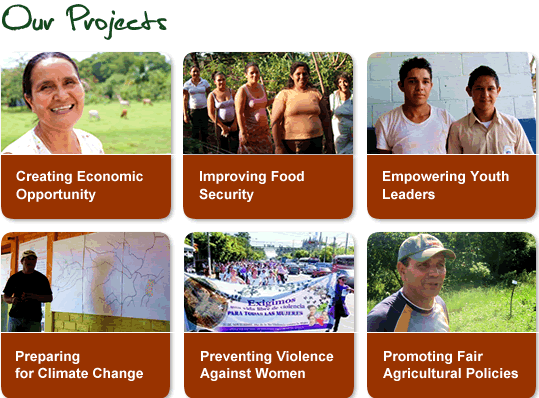 Our Projects
Creating Economic
Opportunity
Improving Food
Security
Empowering Youth
Leaders
Exigimos
vida libre de violencia
PARA TODAS LAS MUJERES
Preparing
for Climate Change
Preventing Violence
Against Women
Promoting Fair
Agricultural Policies